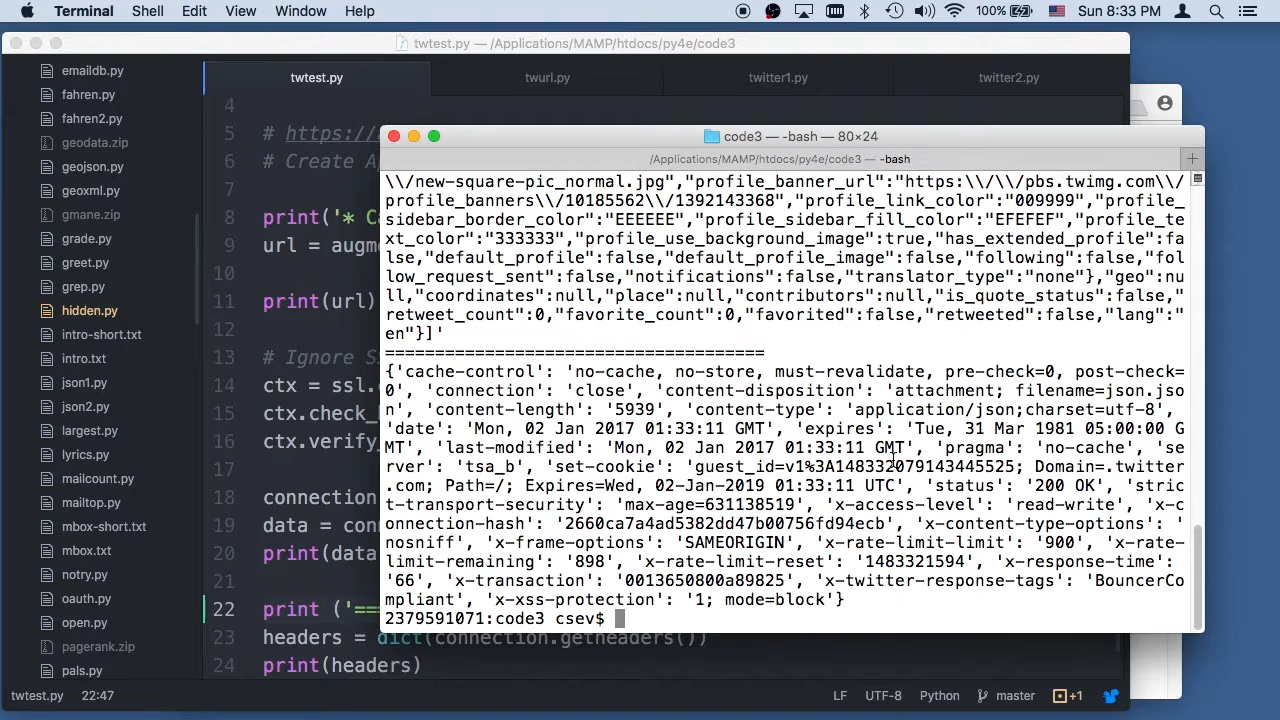 Terminal Shell Edit View Window Help 100% Sun 8:33 PM
twtest.py — /Applications/MAMP/htdocs/py4e/code3
emaildb.py
fahren.py
fahren2.py
geodata.zip
geojson.py
geoxml.py
gmane.zip
grade.py
greet.py
grep.py
hidden.py
intro-short.txt
intro.txt
json1.py
json2.py
largest.py
lyrics.py
mailcount.py
mailtop.py
mbox-short.txt
mbox.txt
notry.py
oauth.py
open.py
pagerank.zip
pals.py
twtest.py twurl.py twitter1.py twitter2.py
4
5 # https://
6 # Create A
7
8 print('* C
9 url = augm
10
11 print(url)
12
13 # Ignore S
14 ctx = ssl.
15 ctx.check_
16 ctx.verify
17
18 connection
19 data = con
20 print(data
21
22 print ('==
23 headers = dict(connection.getheaders())
24 print(headers)
code3 — -bash — 80×24
/Applications/MAMP/htdocs/py4e/code3 — -bash
\\/new-square-pic_normal.jpg","profile_banner_url":"https:\\/\\/pbs.twimg.com\\/
profile_banners\\/10185562\\/1392143368","profile_link_color":"009999","profile_
sidebar_border_color":"EEEEEE","profile_sidebar_fill_color":"EFEFEF","profile_te
xt_color":"333333","profile_use_background_image":true,"has_extended_profile":fa
lse,"default_profile":false,"default_profile_image":false,"following":false,"fol
low_request_sent":false,"notifications":false,"translator_type":"none"},"geo":nu
ll,"coordinates":null,"place":null,"contributors":null,"is_quote_status":false,"
retweet_count":0,"favorite_count":0,"favorited":false,"retweeted":false,"lang":"
en"}]'
====================================
{'cache-control': 'no-cache, no-store, must-revalidate, pre-check=0, post-check=
0', 'connection': 'close', 'content-disposition': 'attachment; filename=json.jso
n', 'content-length': '5939', 'content-type': 'application/json;charset=utf-8',
'date': 'Mon, 02 Jan 2017 01:33:11 GMT', 'expires': 'Tue, 31 Mar 1981 05:00:00 G
MT', 'last-modified': 'Mon, 02 Jan 2017 01:33:11 GMT', 'pragma': 'no-cache', 'se
rver': 'tsa_b', 'set-cookie': 'guest_id=v1%3A148332079143445525; Domain=.twitter
.com; Path=/; Expires=Wed, 02-Jan-2019 01:33:11 UTC', 'status': '200 OK', 'stric
t-transport-security': 'max-age=631138519', 'x-access-level': 'read-write', 'x-c
onnection-hash': '2660ca7a4ad5382dd47b00756fd94ecb', 'x-content-type-options': '
nosniff', 'x-frame-options': 'SAMEORIGIN', 'x-rate-limit-limit': '900', 'x-rate-
limit-remaining': '898', 'x-rate-limit-reset': '1483321594', 'x-response-time':
'66', 'x-transaction': '0013650800a89825', 'x-twitter-response-tags': 'BouncerCo
mpliant', 'x-xss-protection': '1; mode=block'}
2379591071:code3 csev$
twtest.py 22:47 LF UTF-8 Python master +1